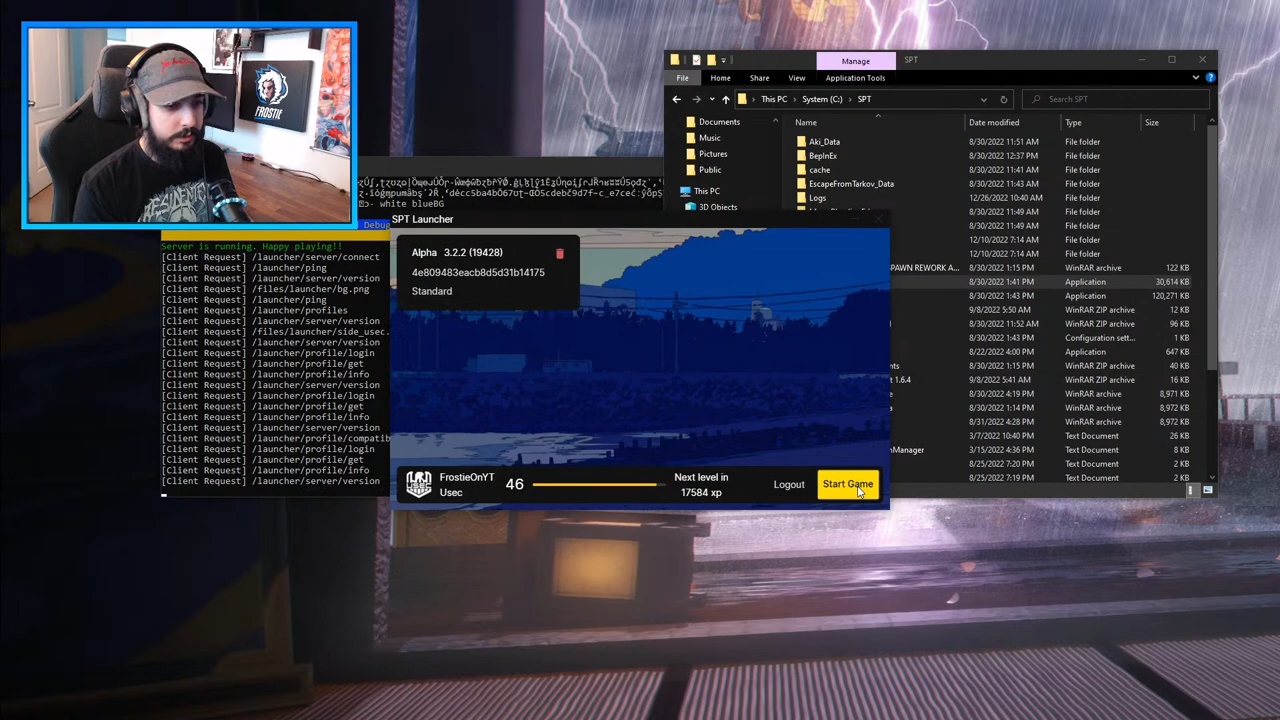 FROSTIE
RESIDENT
Manage
SPT
File
Home
Share
View
Application Tools
This PC
System (C:)
SPT
Search SPT
Documents
Music
Pictures
Public
This PC
3D Objects
Name
Date modified
Type
Size
Aki_Data
8/30/2022 11:51 AM
File folder
BepInEx
8/30/2022 12:37 PM
File folder
cache
8/30/2022 11:41 AM
File folder
EscapeFromTarkov_Data
8/30/2022 11:41 AM
File folder
Logs
12/26/2022 10:40 AM
File folder
8/30/2022 11:49 AM
File folder
8/30/2022 11:49 AM
File folder
12/10/2022 7:14 AM
File folder
12/10/2022 7:14 AM
File folder
PAWN REWORK A...
8/30/2022 1:15 PM
WinRAR archive
122 KB
8/30/2022 1:41 PM
Application
30,614 KB
8/30/2022 1:43 PM
Application
120,271 KB
9/8/2022 5:50 AM
WinRAR ZIP archive
12 KB
8/30/2022 11:52 AM
WinRAR ZIP archive
96 KB
8/30/2022 1:43 PM
Configuration sett...
1 KB
8/22/2022 4:00 PM
Application
647 KB
nts
8/30/2022 1:15 PM
WinRAR ZIP archive
40 KB
1.6.4
9/8/2022 5:41 AM
WinRAR ZIP archive
16 KB
8/30/2022 1:43 PM
WinRAR archive
8,971 KB
8/30/2022 1:14 PM
WinRAR archive
8,972 KB
8/31/2022 4:28 PM
WinRAR archive
8,972 KB
3/7/2022 10:40 PM
Text Document
26 KB
nManager
3/15/2022 4:36 PM
Text Document
8 KB
8/25/2022 7:20 PM
Text Document
2 KB
8/25/2022 7:19 PM
Text Document
2 KB
- white blueBG
Debug
Server is running. Happy playing!!
[Client Request] /launcher/server/connect
[Client Request] /launcher/ping
[Client Request] /launcher/server/version
[Client Request] /files/launcher/bg.png
[Client Request] /launcher/ping
[Client Request] /launcher/profiles
[Client Request] /launcher/server/version
[Client Request] /files/launcher/side_usec.
[Client Request] /launcher/server/version
[Client Request] /launcher/profile/login
[Client Request] /launcher/profile/get
[Client Request] /launcher/profile/info
[Client Request] /launcher/server/version
[Client Request] /launcher/profile/login
[Client Request] /launcher/profile/get
[Client Request] /launcher/profile/info
[Client Request] /launcher/server/version
[Client Request] /launcher/profile/compatib
[Client Request] /launcher/profile/login
[Client Request] /launcher/profile/get
[Client Request] /launcher/profile/info
[Client Request] /launcher/server/version
SPT Launcher
Alpha 3.2.2 (19428)
4e809483eacb8d5d31b14175
Standard
USEC
FrostieOnYT
Usec
46
Next level in
17584 xp
Logout
Start Game